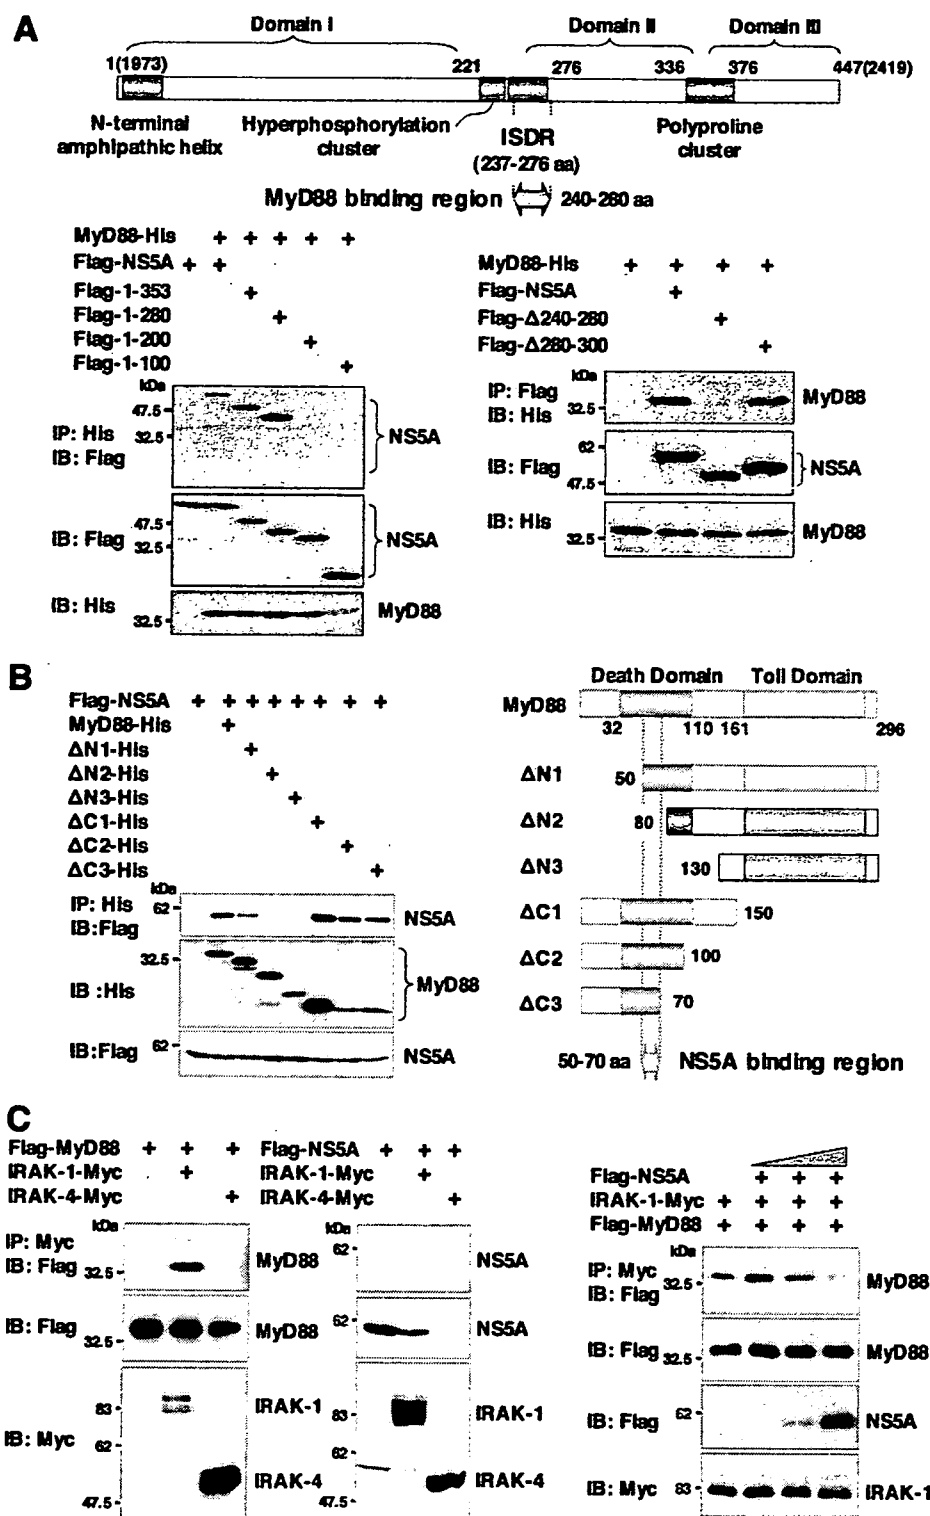 A
Domain I
Domain II
Domain III
1(1973)
221
276
336
376
447(2419)
N-terminal
amphipathic helix
Hyperphosphorylation
cluster
ISDR
(237-276 aa)
Polyproline
cluster
MyD88 binding region
240-280 aa
MyD88-His + + + + +
Flag-NS5A + +
Flag-1-353 +
Flag-1-280 +
Flag-1-200 +
Flag-1-100 +
kDa
47.5
32.5
IP: His
IB: Flag
NS5A
47.5
32.5
IB: Flag
NS5A
IB: His
32.5
MyD88
MyD88-His + + + +
Flag-NS5A +
Flag-Δ240-280 +
Flag-Δ280-300 +
kDa
IP: Flag
IB: His
32.5
MyD88
62
IB: Flag
47.5
NS5A
IB: His
32.5
MyD88
B
Flag-NS5A + + + + + + + +
MyD88-His +
ΔN1-His +
ΔN2-His +
ΔN3-His +
ΔC1-His +
ΔC2-His +
ΔC3-His +
kDa
IP: His
IB:Flag
62
NS5A
32.5
IB :His
MyD88
IB:Flag
62
NS5A
Death Domain
Toll Domain
MyD88
32
110
161
296
ΔN1
50
ΔN2
80
ΔN3
130
ΔC1
150
ΔC2
100
ΔC3
70
50-70 aa
NS5A binding region
C
Flag-MyD88 + + +
IRAK-1-Myc +
IRAK-4-Myc +
kDa
IP: Myc
IB: Flag
32.5
MyD88
IB: Flag
32.5
MyD88
83
IB: Myc
62
47.5
IRAK-1
IRAK-4
Flag-NS5A + + +
IRAK-1-Myc +
IRAK-4-Myc +
kDa
62
NS5A
62
NS5A
83
62
47.5
IRAK-1
IRAK-4
Flag-NS5A + + +
IRAK-1-Myc + + + +
Flag-MyD88 + + + +
kDa
IP: Myc
IB: Flag
32.5
MyD88
IB: Flag
32.5
MyD88
IB: Flag
62
NS5A
IB: Myc
83
IRAK-1